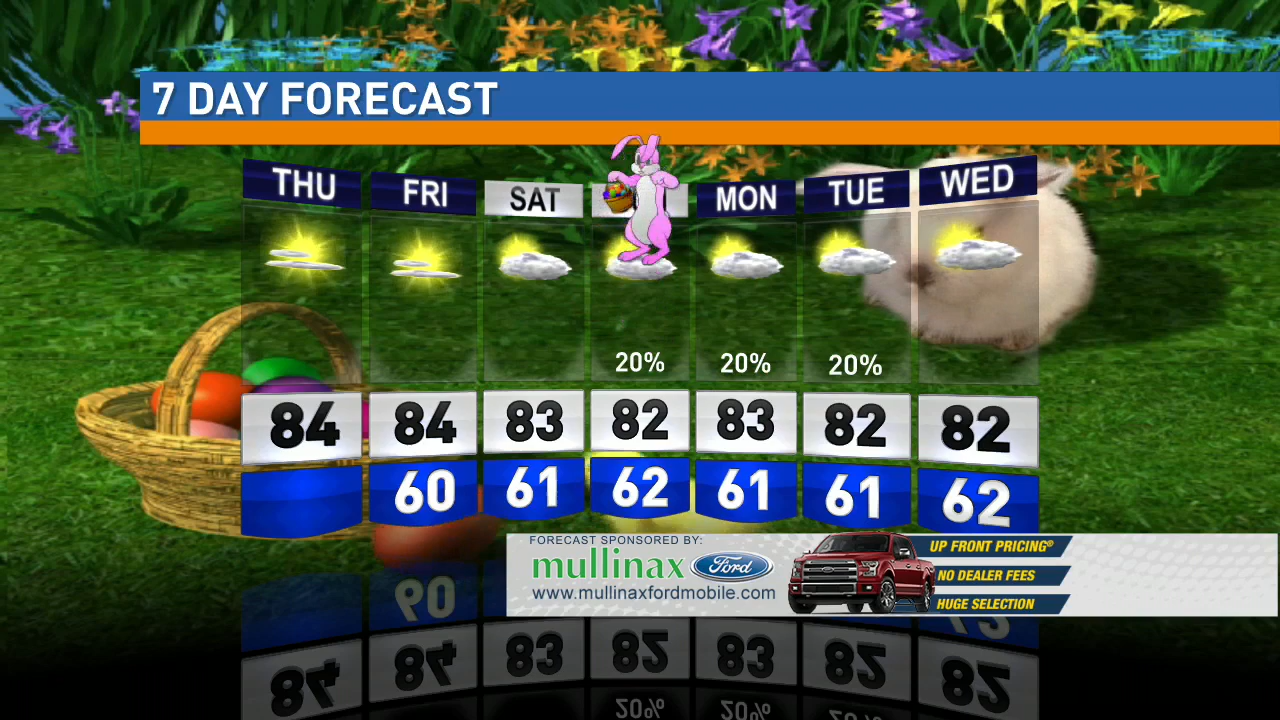 7 DAY FORECAST
THU FRI SAT MON TUE WED
20% 20% 20%
84 84 83 82 83 82 82
60 61 62 61 61 62
FORECAST SPONSORED BY:
mullinax Ford
www.mullinaxfordmobile.com
UP FRONT PRICING®
NO DEALER FEES
HUGE SELECTION